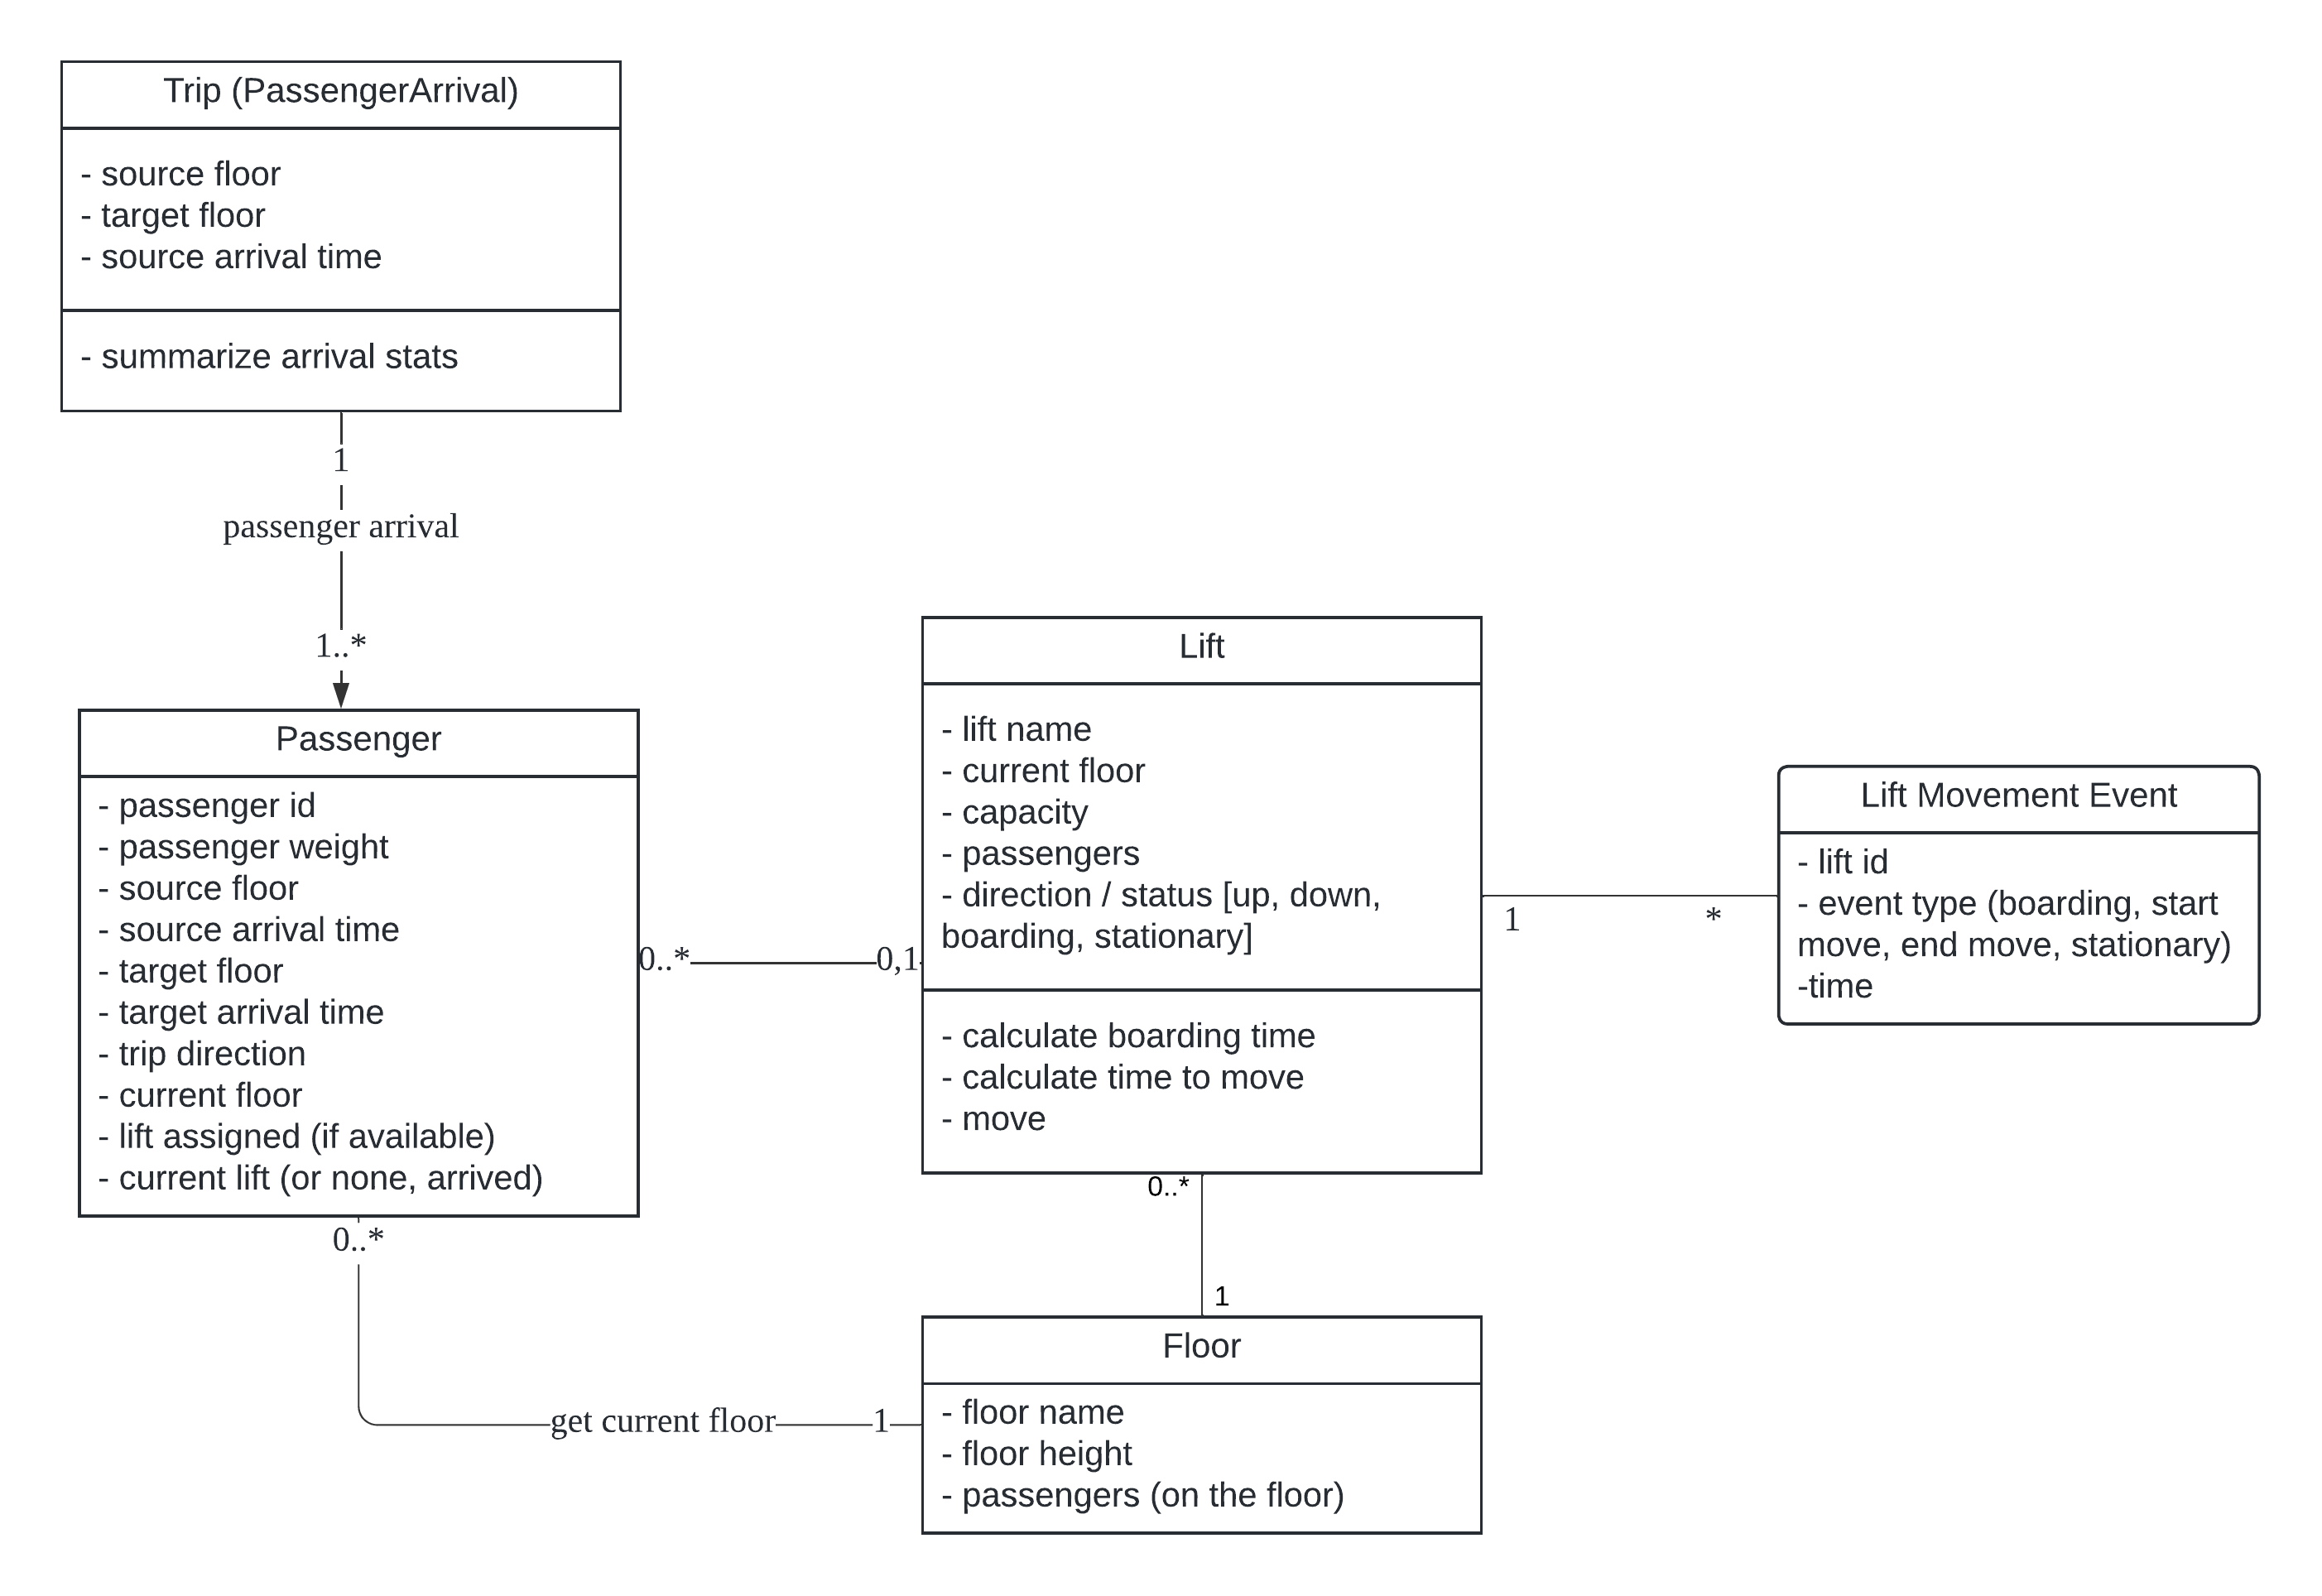 Trip (PassengerArrival)
- source floor
- target floor
- source arrival time
- summarize arrival stats
1
passenger arrival
1..*
Passenger
- passenger id
- passenger weight
- source floor
- source arrival time
- target floor
- target arrival time
- trip direction
- current floor
- lift assigned (if available)
- current lift (or none, arrived)
0..*
0,1
Lift
- lift name
- current floor
- capacity
- passengers
- direction / status [up, down,
boarding, stationary]
- calculate boarding time
- calculate time to move
- move
1
*
Lift Movement Event
- lift id
- event type (boarding, start
move, end move, stationary)
-time
0..*
1
0..*
get current floor
1
Floor
- floor name
- floor height
- passengers (on the floor)